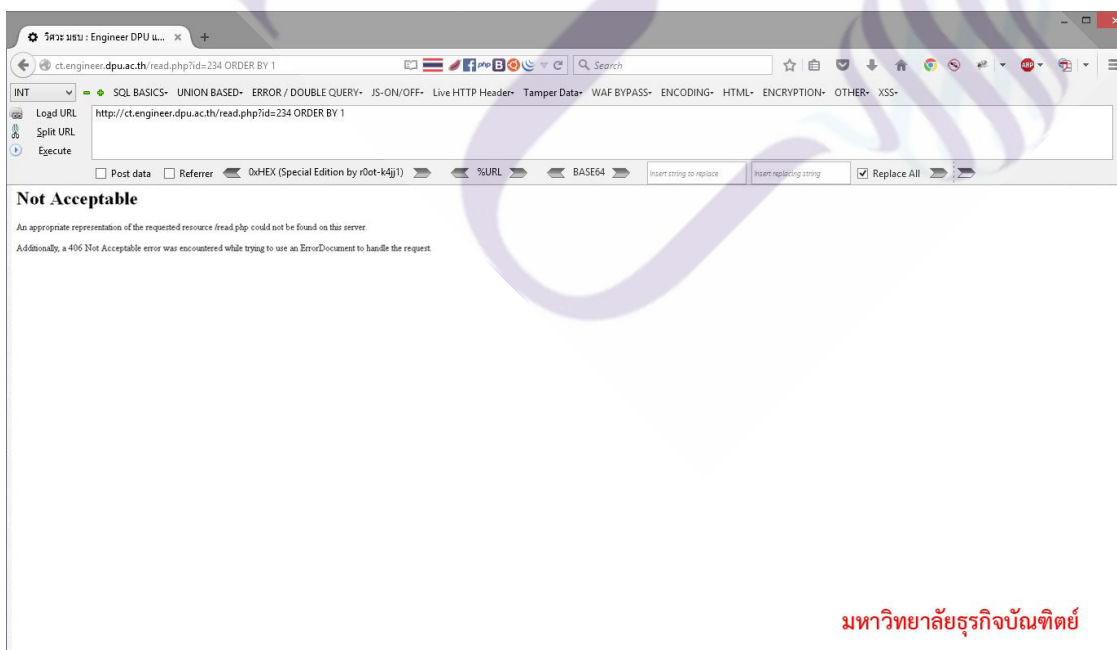 วิศวะ มธบ : Engineer DPU แ...
ct.engineer.dpu.ac.th/read.php?id=234 ORDER BY 1
php
B
Search
ABP
INT
SQL BASICS
UNION BASED
ERROR / DOUBLE QUERY
JS-ON/OFF
Live HTTP Header
Tamper Data
WAF BYPASS
ENCODING
HTML
ENCRYPTION
OTHER
XSS
Load URL
http://ct.engineer.dpu.ac.th/read.php?id=234 ORDER BY 1
Split URL
Execute
Post data
Referrer
0xHEX (Special Edition by r0ot-k4jj1)
%URL
BASE64
Insert string to replace
Insert replacing string
Replace All
Not Acceptable
An appropriate representation of the requested resource /read.php could not be found on this server.
Additionally, a 406 Not Acceptable error was encountered while trying to use an ErrorDocument to handle the request.
มหาวิทยาลัยธุรกิจบัณฑิตย์